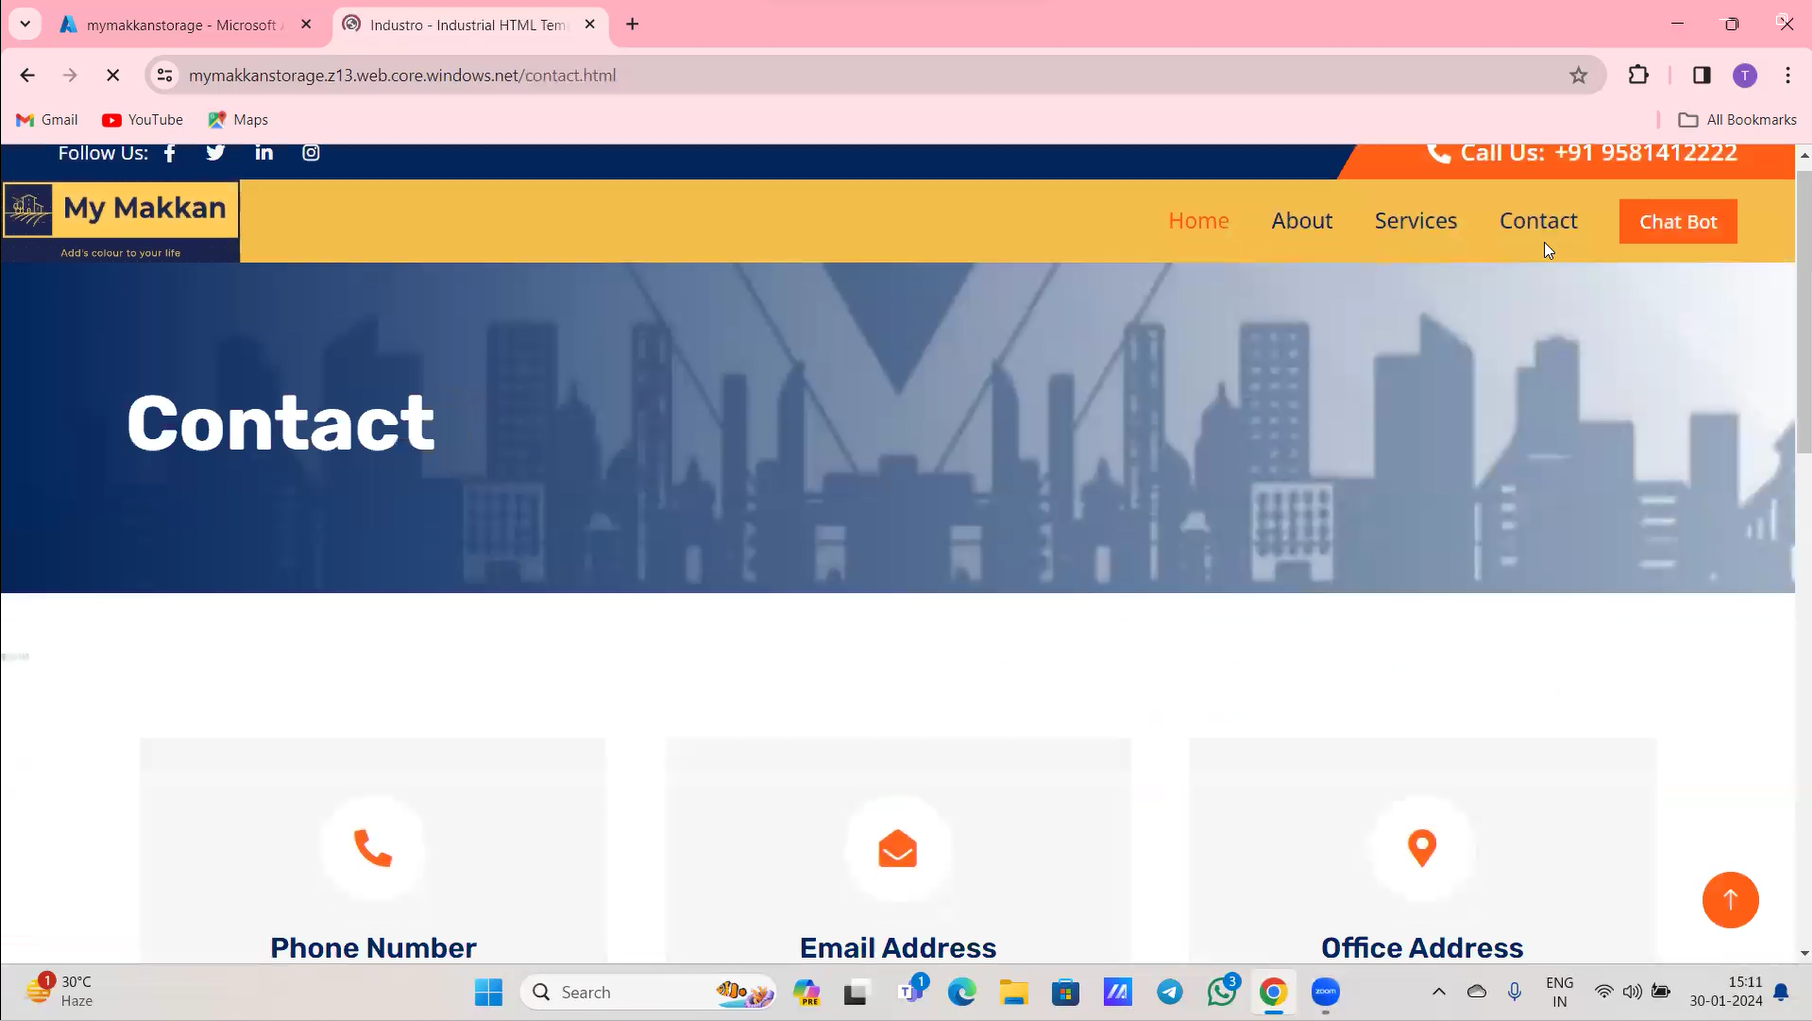 mymakkanstorage - Microsoft A
Industro - Industrial HTML Tem
mymakkanstorage.z13.web.core.windows.net/contact.html
T
Gmail
YouTube
Maps
All Bookmarks
Follow Us:
Call Us: +91 9581412222
My Makkan
Add's colour to your life
Home
About
Services
Contact
Chat Bot
Contact
Phone Number
Email Address
Office Address
1
30°C
Haze
Search
PRE
1
3
zoom
ENG
IN
15:11
30-01-2024